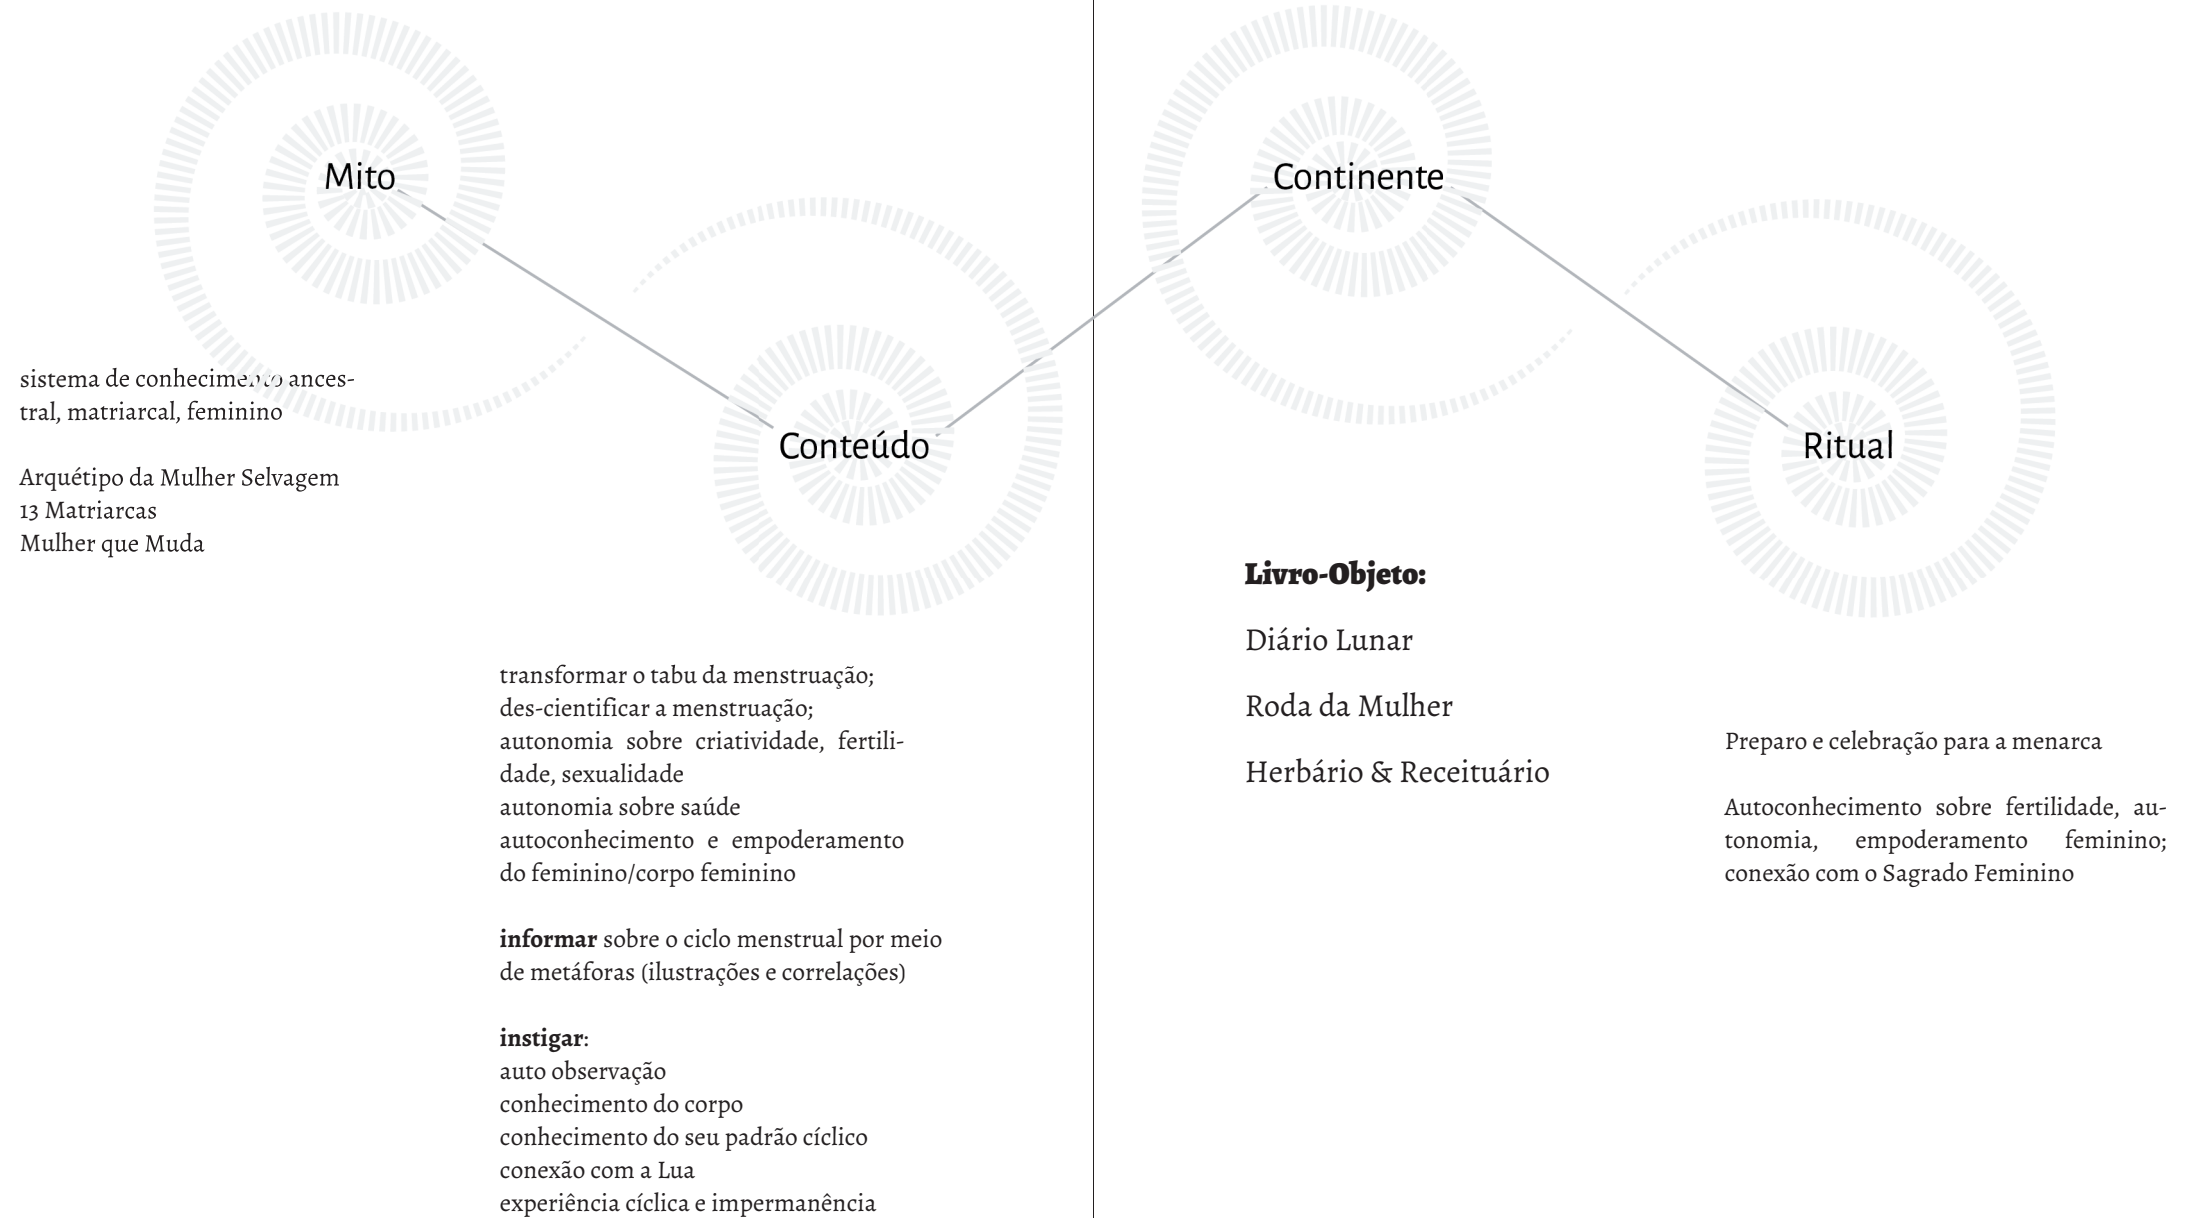 Mito
sistema de conhecimento ances-
tral, matriarcal, feminino
Arquétipo da Mulher Selvagem
13 Matriarcas
Mulher que Muda
Conteúdo
transformar o tabu da menstruação;
des-cientificar a menstruação;
autonomia sobre criatividade, fertili-
dade, sexualidade
autonomia sobre saúde
autoconhecimento e empoderamento
do feminino/corpo feminino
informar sobre o ciclo menstrual por meio
de metáforas (ilustrações e correlações)
instigar:
auto observação
conhecimento do corpo
conhecimento do seu padrão cíclico
conexão com a Lua
experiência cíclica e impermanência
Continente
Livro-Objeto:
Diário Lunar
Roda da Mulher
Herbário & Receituário
Ritual
Preparo e celebração para a menarca
Autoconhecimento sobre fertilidade, au-
tonomia, empoderamento feminino;
conexão com o Sagrado Feminino